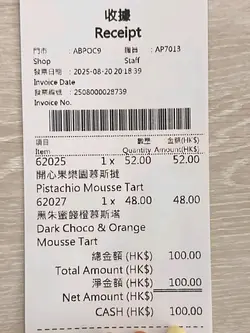 收據
Receipt
門市 : ABPOC9 職員 : AP7013
Shop Staff
發票日期 : 2025-08-20 20:18:39
Invoice Date
發票編號 : 2508000028739
Invoice No.
項目 數量 金額(HK$)
Item Quantity Amount(HK$)
62025 1 x 52.00 52.00
開心果樂園慕斯撻
Pistachio Mousse Tart
62027 1 x 48.00 48.00
黑朱蜜餞橙慕斯塔
Dark Choco & Orange
Mousse Tart
總金額 (HK$) 100.00
Total Amount (HK$)
淨金額 (HK$) 100.00
Net Amount (HK$)
CASH (HK$) 100.00